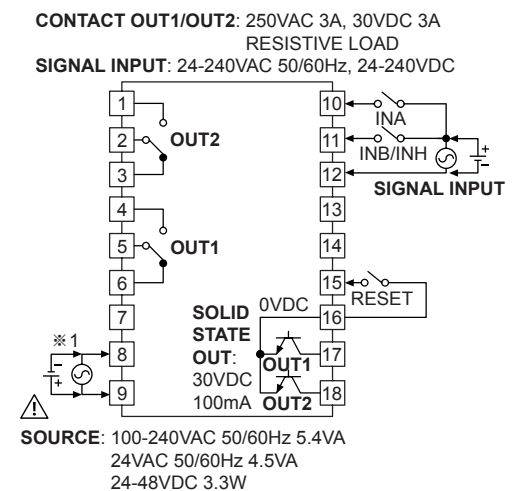 CONTACT OUT1/OUT2: 250VAC 3A, 30VDC 3A
RESISTIVE LOAD
SIGNAL INPUT: 24-240VAC 50/60Hz, 24-240VDC
1
2
3
4
5
6
7
8
9
OUT2
OUT1
10
11
12
13
14
15
16
17
18
INA
INB/INH
+
-
SIGNAL INPUT
RESET
0VDC
SOLID
STATE
OUT:
30VDC
100mA
OUT1
OUT2
※1
-
+
SOURCE: 100-240VAC 50/60Hz 5.4VA
24VAC 50/60Hz 4.5VA
24-48VDC 3.3W